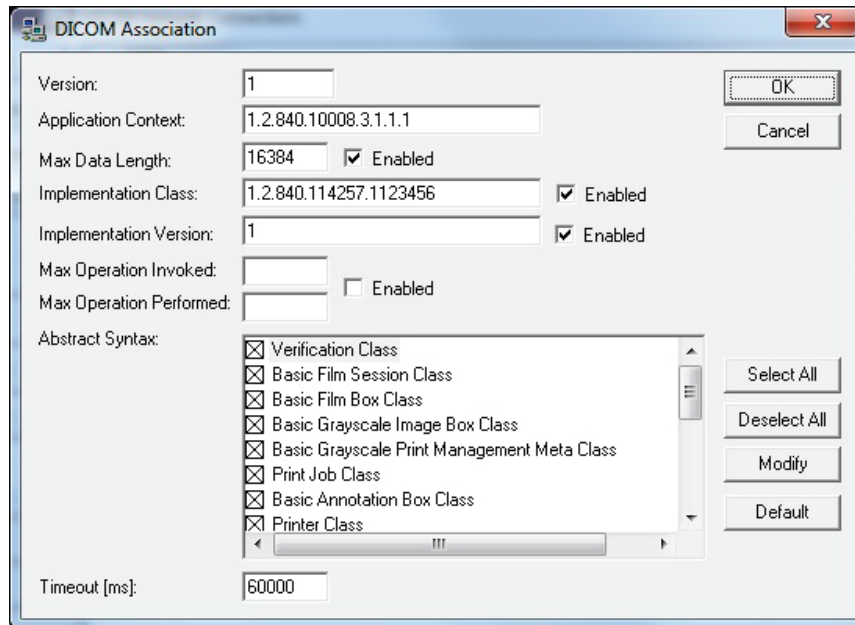 DICOM Association
Version: 1
OK
Application Context: 1.2.840.10008.3.1.1.1
Cancel
Max Data Length: 16384 Enabled
Implementation Class: 1.2.840.114257.1123456 Enabled
Implementation Version: 1 Enabled
Max Operation Invoked:
Enabled
Max Operation Performed:
Abstract Syntax:
Verification Class
Basic Film Session Class
Basic Film Box Class
Basic Grayscale Image Box Class
Basic Grayscale Print Management Meta Class
Print Job Class
Basic Annotation Box Class
Printer Class
Select All
Deselect All
Modify
Default
Timeout [ms]: 60000